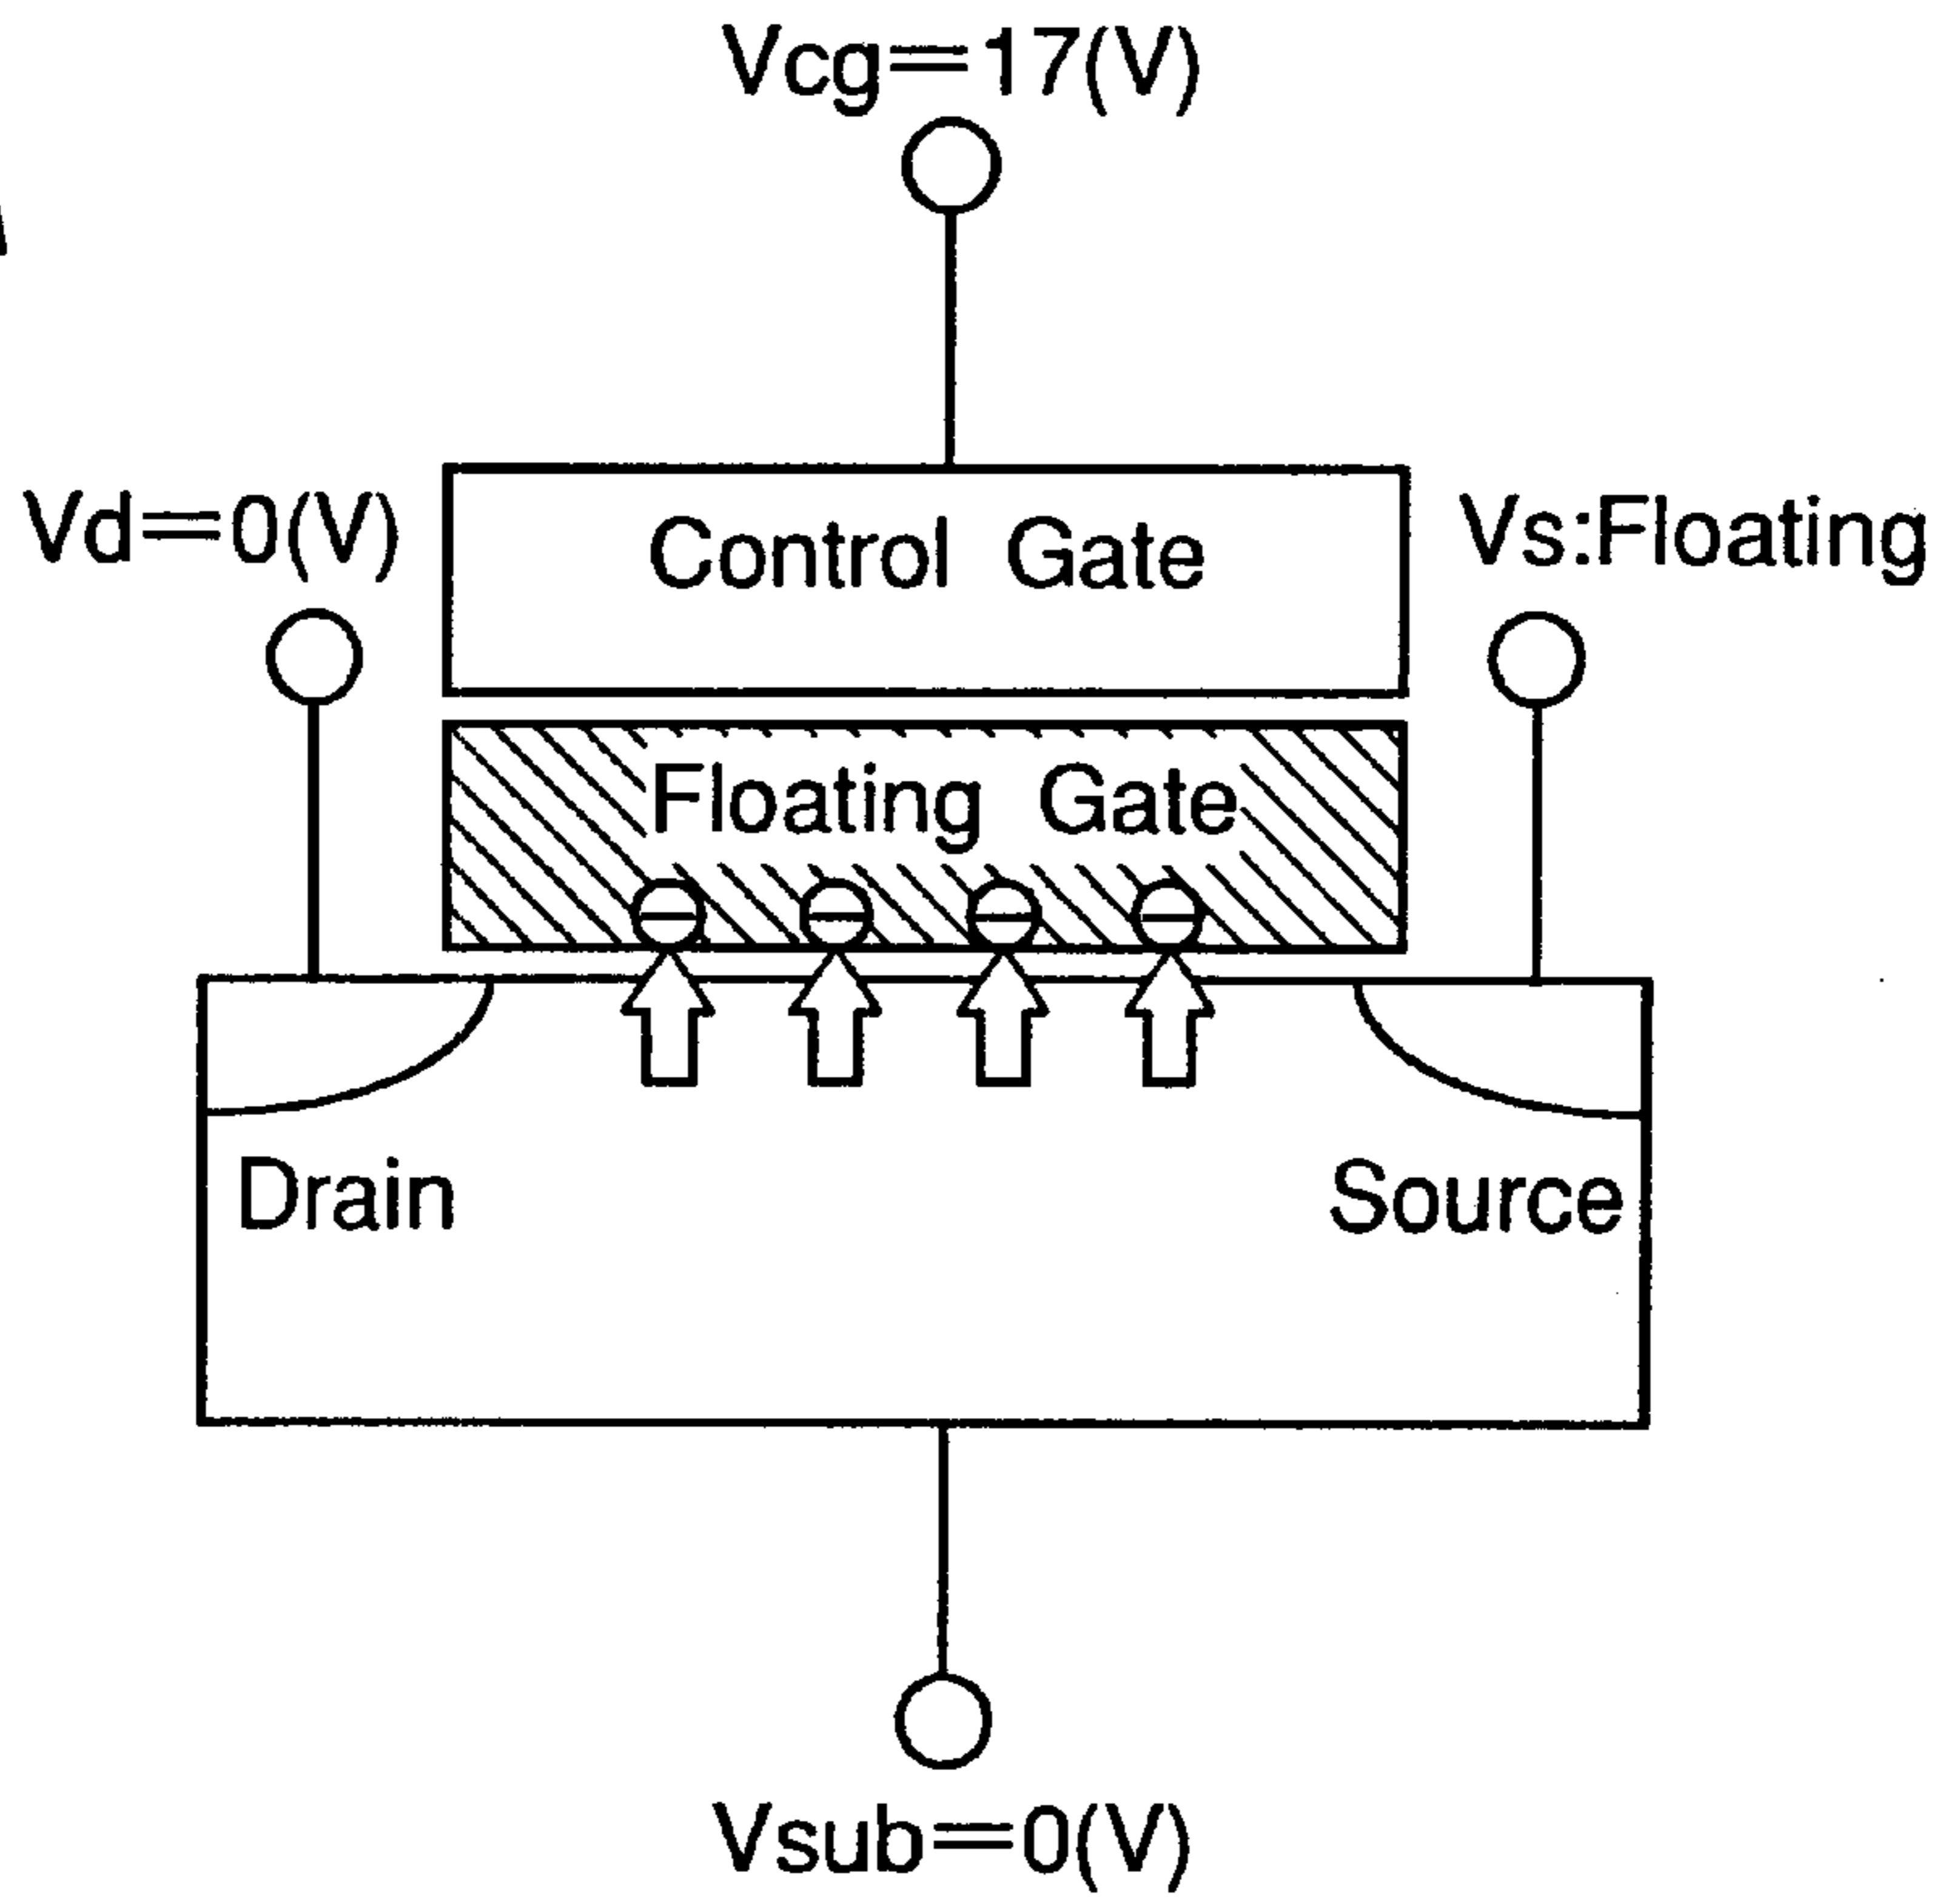 Vcg=17(V)
Vd=0(V)
Control Gate
Vs:Floating
Floating Gate
Drain
Source
Vsub=0(V)